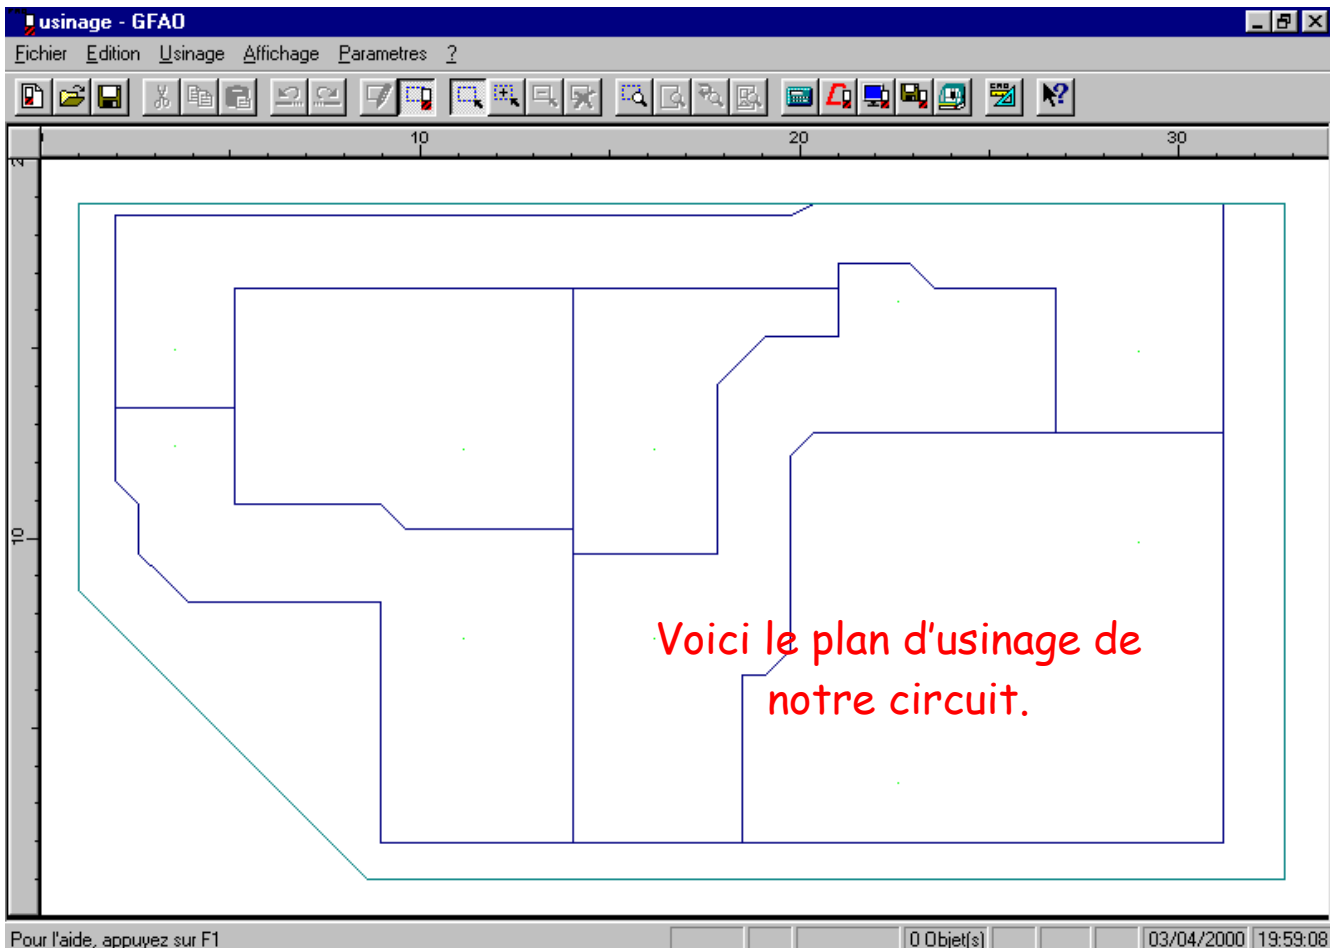 usinage - GFAO
Fichier Edition Usinage Affichage Parametres ?
10 20 30
10
Voici le plan d'usinage de
notre circuit.
Pour l'aide, appuyez sur F1 0 Objet(s) 03/04/2000 19:59:08